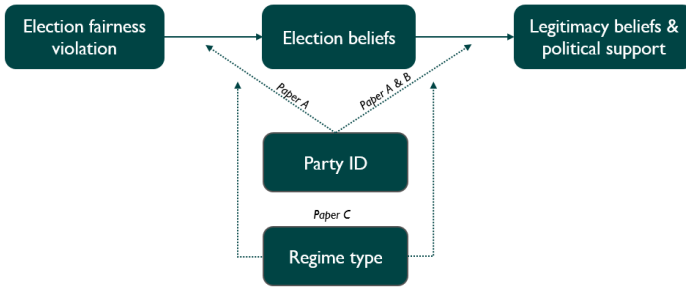 Election fairness
violation
Election beliefs
Legitimacy beliefs &
political support
Paper A
Paper A & B
Party ID
Paper C
Regime type